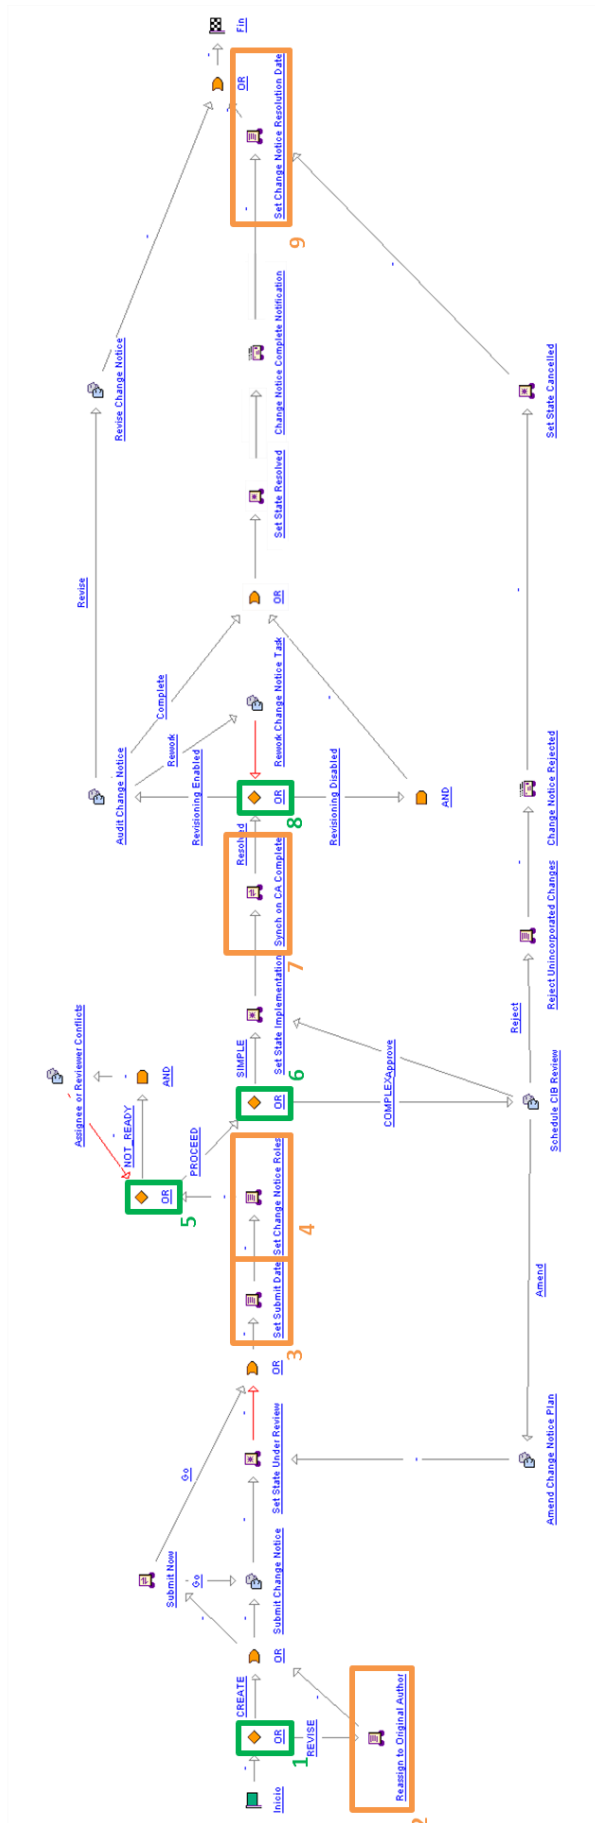 Inicio
1
OR
CREATE
REVISE
2
Reassign to Original Author
-
OR
-
Submit Now
Go
Go
-
Submit Change Notice
-
Set State Under Review
-
OR
3
-
Set Submit Date
-
4
Set Change Notice Roles
-
5
OR
NOT_READY
PROCEED
-
AND
-
Assignee or Reviewer Conflicts
6
OR
SIMPLE
COMPLEX
Approve
Set State Implementation
7
Synch on CA Complete
Resolved
8
OR
Revisioning Enabled
Revisioning Disabled
Audit Change Notice
Rework
Complete
Rework Change Notice Task
AND
-
OR
Revise
Revise Change Notice
-
Set State Resolved
Change Notice Complete Notification
-
9
Set Change Notice Resolution Date
-
OR
-
Fin
Schedule CIB Review
Amend
Amend Change Notice Plan
-
Reject
Reject Unincorporated Changes
-
Change Notice Rejected
-
Set State Cancelled
-